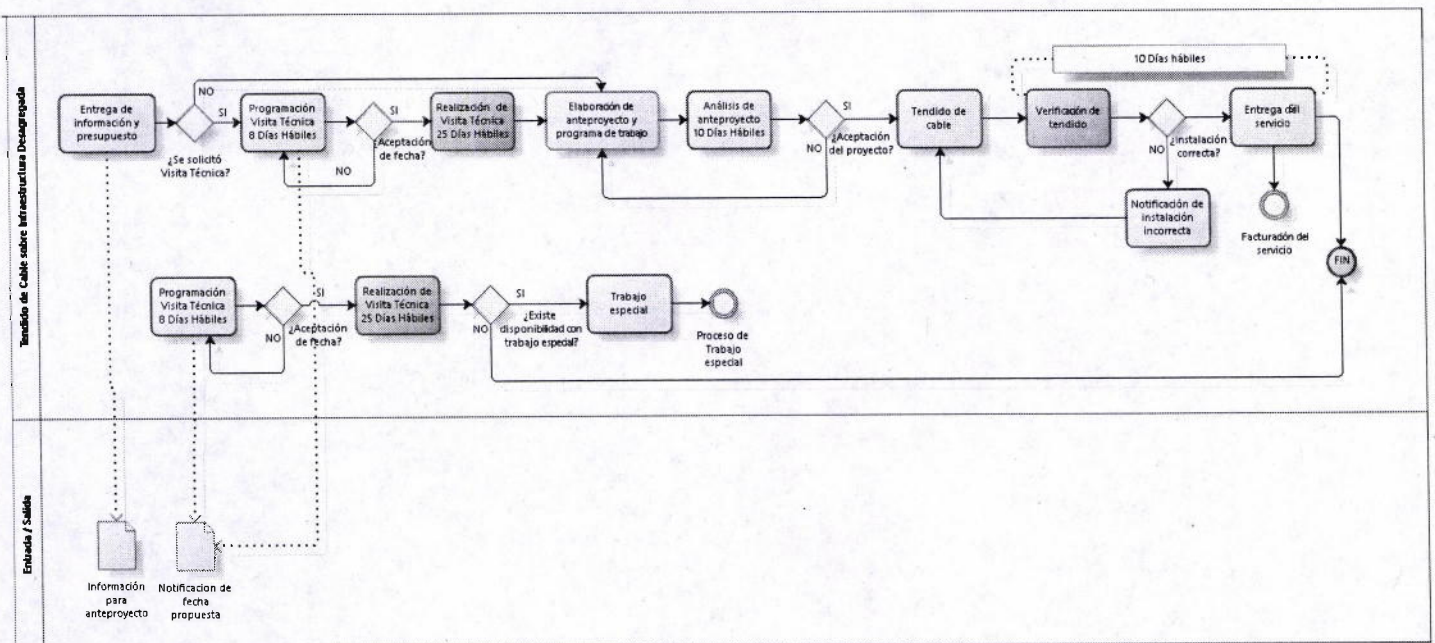 Tendido de Cable sobre Infraestructura Desagregada
10 Días hábiles
Entrega de
información y
presupuesto
NO
SI
¿Se solicitó
Visita Técnica?
Programación
Visita Técnica
8 Días Hábiles
SI
¿Aceptación
de fecha?
NO
Realización de
Visita Técnica
25 Días Hábiles
Elaboración de
anteproyecto y
programa de trabajo
Análisis de
anteproyecto
10 Días Hábiles
SI
¿Aceptación
del proyecto?
NO
Tendido de
cable
Verificación de
tendido
NO
¿Instalación
correcta?
Entrega del
servicio
Notificación de
instalación
incorrecta
Facturación del
servicio
FIN
Programación
Visita Técnica
8 Días Hábiles
SI
¿Aceptación
de fecha?
NO
Realización de
Visita Técnica
25 Días Hábiles
SI
¿Existe
disponibilidad con
trabajo especial?
NO
Trabajo
especial
Proceso de
Trabajo
especial
Entrada / Salida
Información
para
anteproyecto
Notificacion de
fecha
propuesta